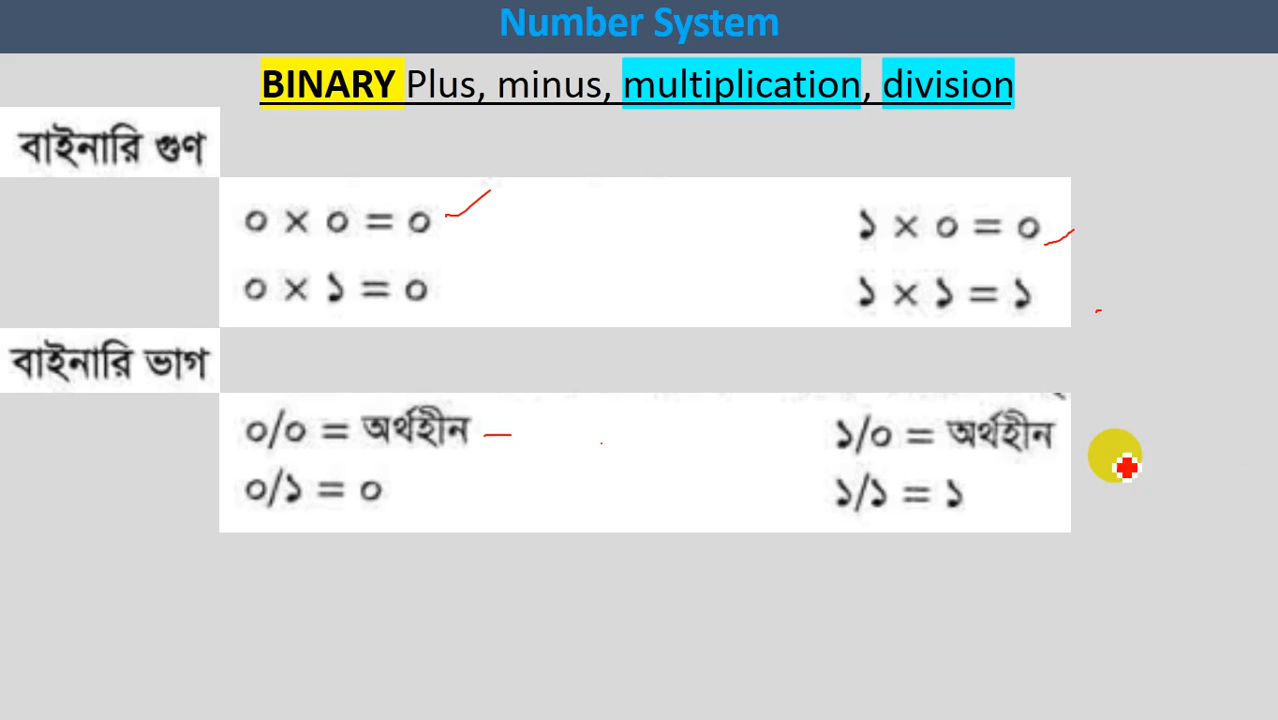 Number System
BINARY Plus, minus, multiplication, division
বাইনারি গুণ
০ × ০ = ০
১ × ০ = ০
০ × ১ = ০
১ × ১ = ১
বাইনারি ভাগ
০/০ = অর্থহীন
১/০ = অর্থহীন
০/১ = ০
১/১ = ১